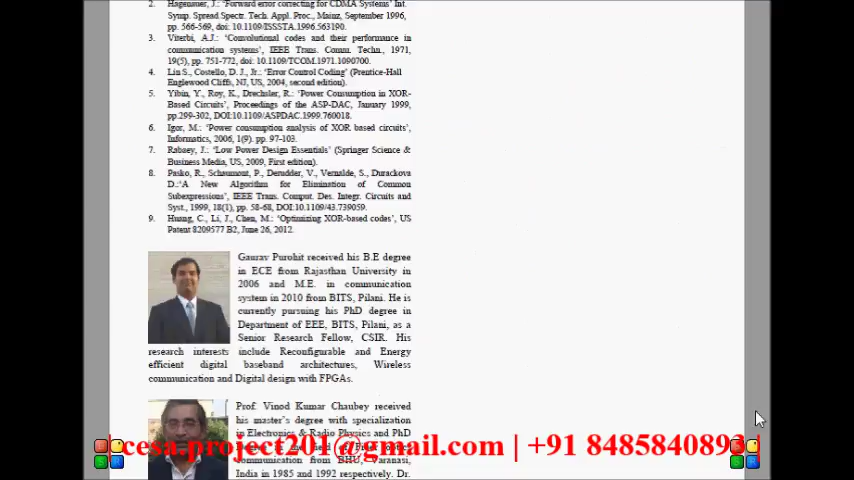 2. Hagenauer, J.: 'Forward error correcting for CDMA Systems' Int.
Symp. Spread Spectr. Tech. Appl. Proc., Mainz, September 1996,
pp. 566-569, doi: 10.1109/ISSSTA.1996.563190.
3. Viterbi, A.J.: 'Convolutional codes and their performance in
communication systems', IEEE Trans. Comm. Techn., 1971,
19(5), pp. 751-772, doi: 10.1109/TCOM.1971.1090700.
4. Lin S., Costello, D. J., Jr.: 'Error Control Coding' (Prentice-Hall
Englewood Cliffs, NJ, US, 2004, second edition).
5. Yibin, Y., Roy, K., Drechsler, R.: 'Power Consumption in XOR-
Based Circuits', Proceedings of the ASP-DAC, January 1999,
pp.299-302, DOI:10.1109/ASPDAC.1999.760018.
6. Igor, M.: 'Power consumption analysis of XOR based circuits',
Informatics, 2006, 1(9). pp. 97-103.
7. Rabaey, J.: 'Low Power Design Essentials' (Springer Science &
Business Media, US, 2009, First edition).
8. Pasko, R., Schaumont, P., Derudder, V., Vernalde, S., Durackova
D.:'A New Algorithm for Elimination of Common
Subexpressions', IEEE Trans. Comput. Des. Integr. Circuits and
Syst., 1999, 18(1), pp. 58-68, DOI:10.1109/43.739059.
9. Huang, C., Li, J., Chen, M.: 'Optimizing XOR-based codes', US
Patent 8209577 B2, June 26, 2012.
Gaurav Purohit received his B.E degree
in ECE from Rajasthan University in
2006 and M.E. in communication
system in 2010 from BITS, Pilani. He is
currently pursuing his PhD degree in
Department of EEE, BITS, Pilani, as a
Senior Research Fellow, CSIR. His
research interests include Reconfigurable and Energy
efficient digital baseband architectures, Wireless
communication and Digital design with FPGAs.
Prof. Vinod Kumar Chaubey received
his master's degree with specialization
in Electronics & Radio Physics and PhD
| cesa.project201@gmail.com | +91 8485840893 |
communication from BHU, Varanasi,
India in 1985 and 1992 respectively. Dr.